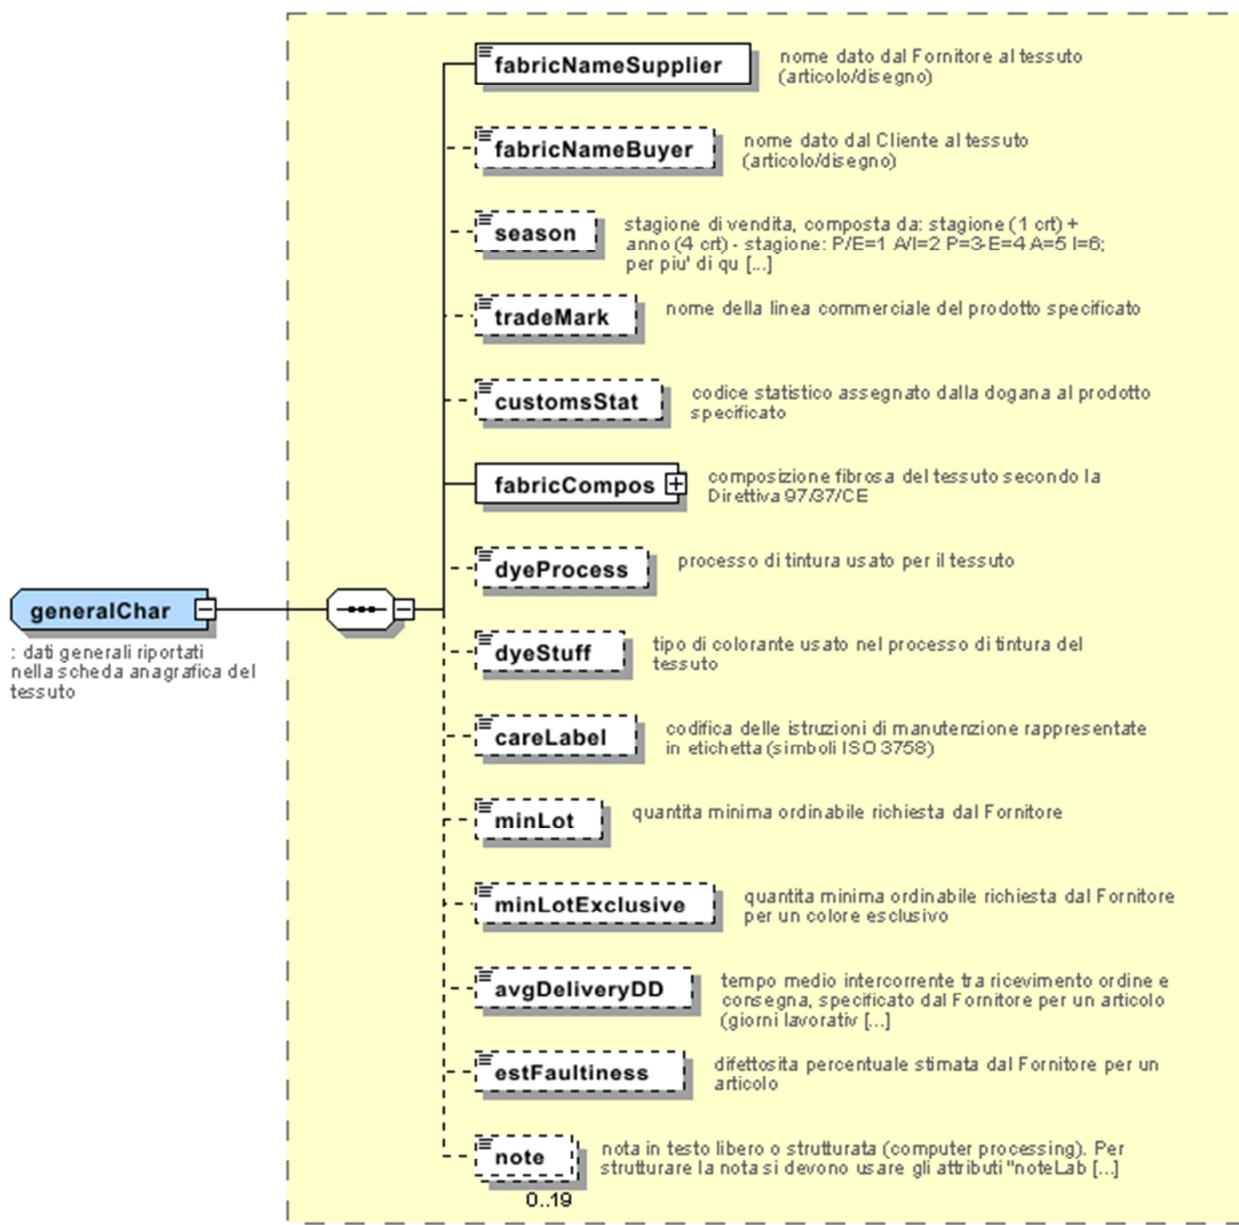 fabricNameSupplier
nome dato dal Fornitore al tessuto
(articolo/disegno)
fabricNameBuyer
nome dato dal Cliente al tessuto
(articolo/disegno)
season
stagione di vendita, composta da: stagione (1 crt) +
anno (4 crt) - stagione: P/E=1 A/I=2 P=3 E=4 A=5 I=6;
per piu' di qu [...]
tradeMark
nome della linea commerciale del prodotto specificato
customsStat
codice statistico assegnato dalla dogana al prodotto
specificato
fabricCompos
composizione fibrosa del tessuto secondo la
Direttiva 97/37/CE
dyeProcess
processo di tintura usato per il tessuto
generalChar
: dati generali riportati
nella scheda anagrafica del
tessuto
dyeStuff
tipo di colorante usato nel processo di tintura del
tessuto
careLabel
codifica delle istruzioni di manutenzione rappresentate
in etichetta (simboli ISO 3758)
minLot
quantita minima ordinabile richiesta dal Fornitore
minLotExclusive
quantita minima ordinabile richiesta dal Fornitore
per un colore esclusivo
avgDeliveryDD
tempo medio intercorrente tra ricevimento ordine e
consegna, specificato dal Fornitore per un articolo
(giorni lavorativ [...]
estFaultiness
difettosita percentuale stimata dal Fornitore per un
articolo
note
nota in testo libero o strutturata (computer processing). Per
strutturare la nota si devono usare gli attributi "noteLab [...]
0..19